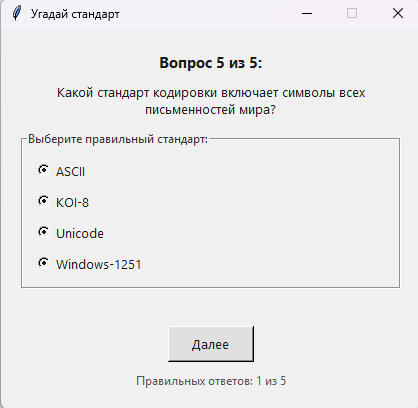 Угадай стандарт
Вопрос 5 из 5:
Какой стандарт кодировки включает символы всех
письменностей мира?
Выберите правильный стандарт:
ASCII
KOI-8
Unicode
Windows-1251
Далее
Правильных ответов: 1 из 5